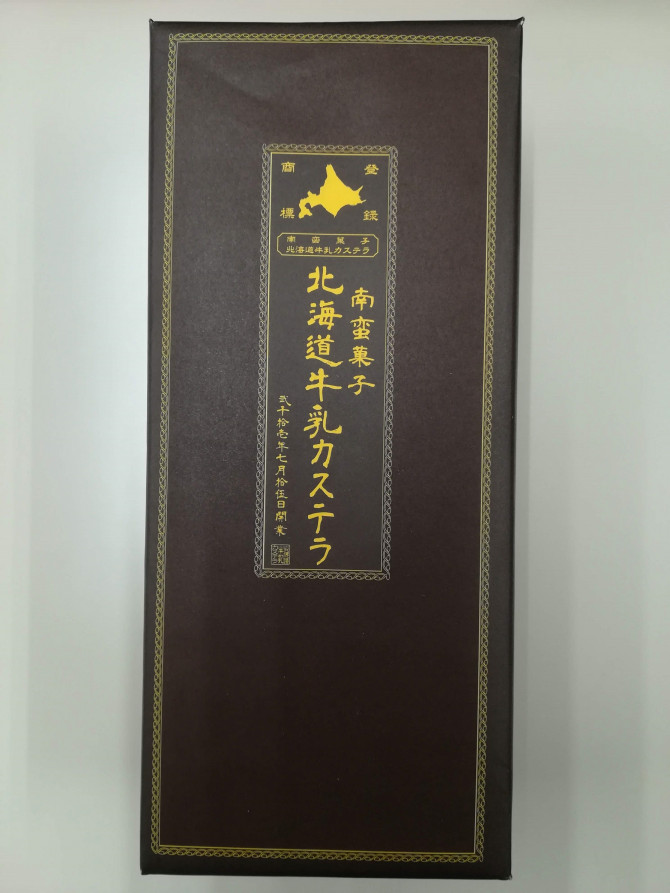 登録
商標
南蛮菓子
北海道牛乳カステラ
南蛮菓子
北海道牛乳カステラ
弐千拾壱年七月拾伍日開業